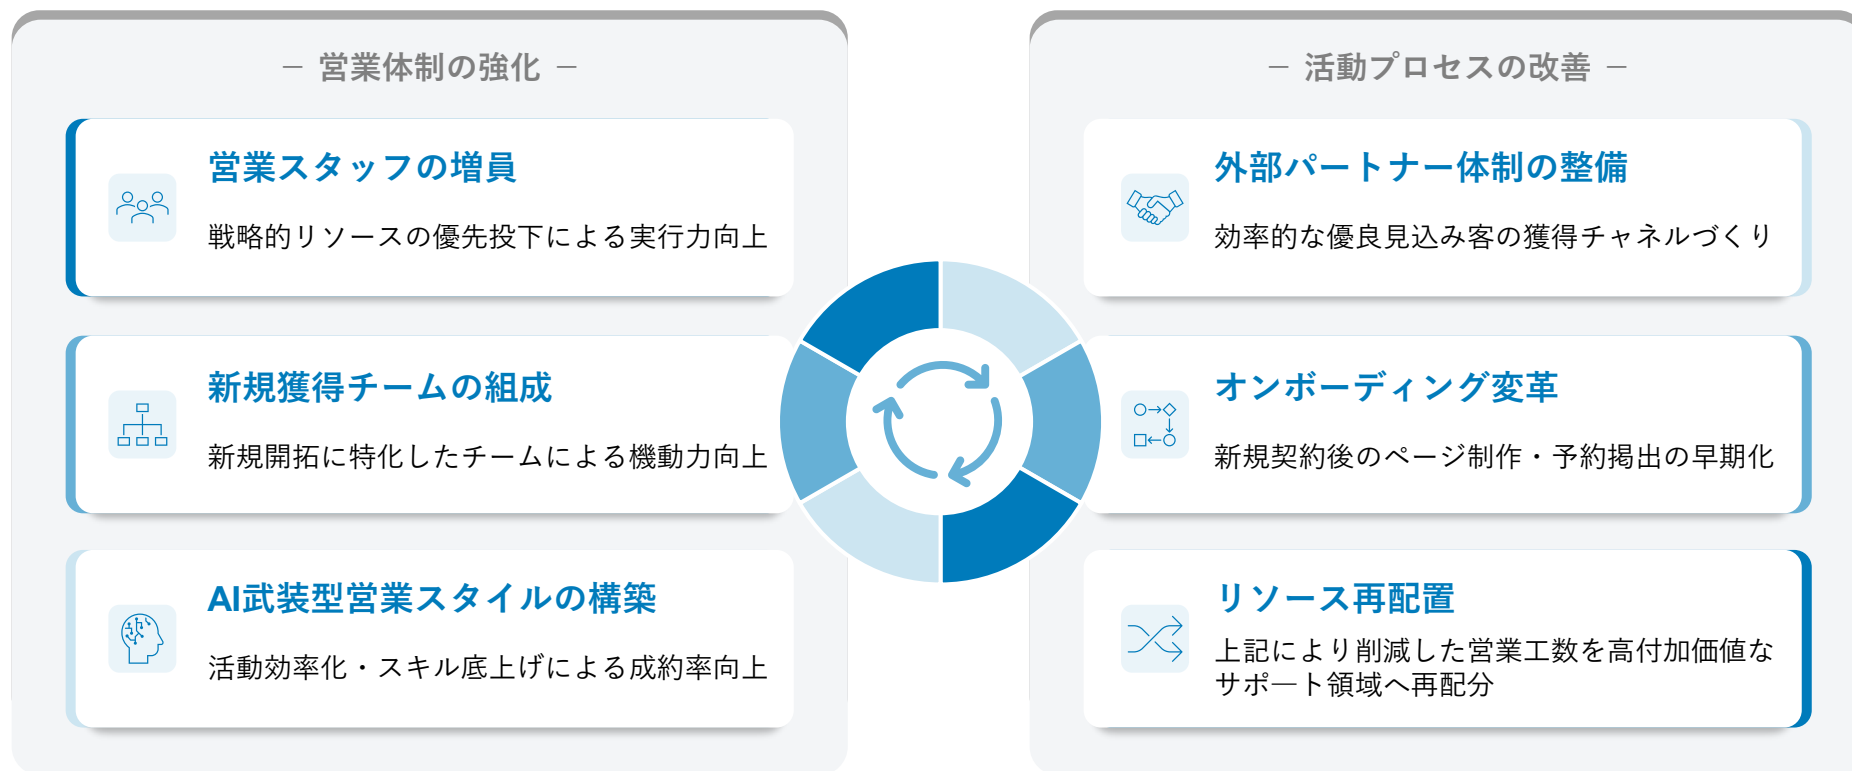 — 営業体制の強化 —
営業スタッフの増員
戦略的リソースの優先投下による実行力向上
新規獲得チームの組成
新規開拓に特化したチームによる機動力向上
AI武装型営業スタイルの構築
活動効率化・スキル底上げによる成約率向上
— 活動プロセスの改善 —
外部パートナー体制の整備
効率的な優良見込み客の獲得チャネルづくり
オンボーディング変革
新規契約後のページ制作・予約掲出の早期化
リソース再配置
上記により削減した営業工数を高付加価値な
サポート領域へ再配分